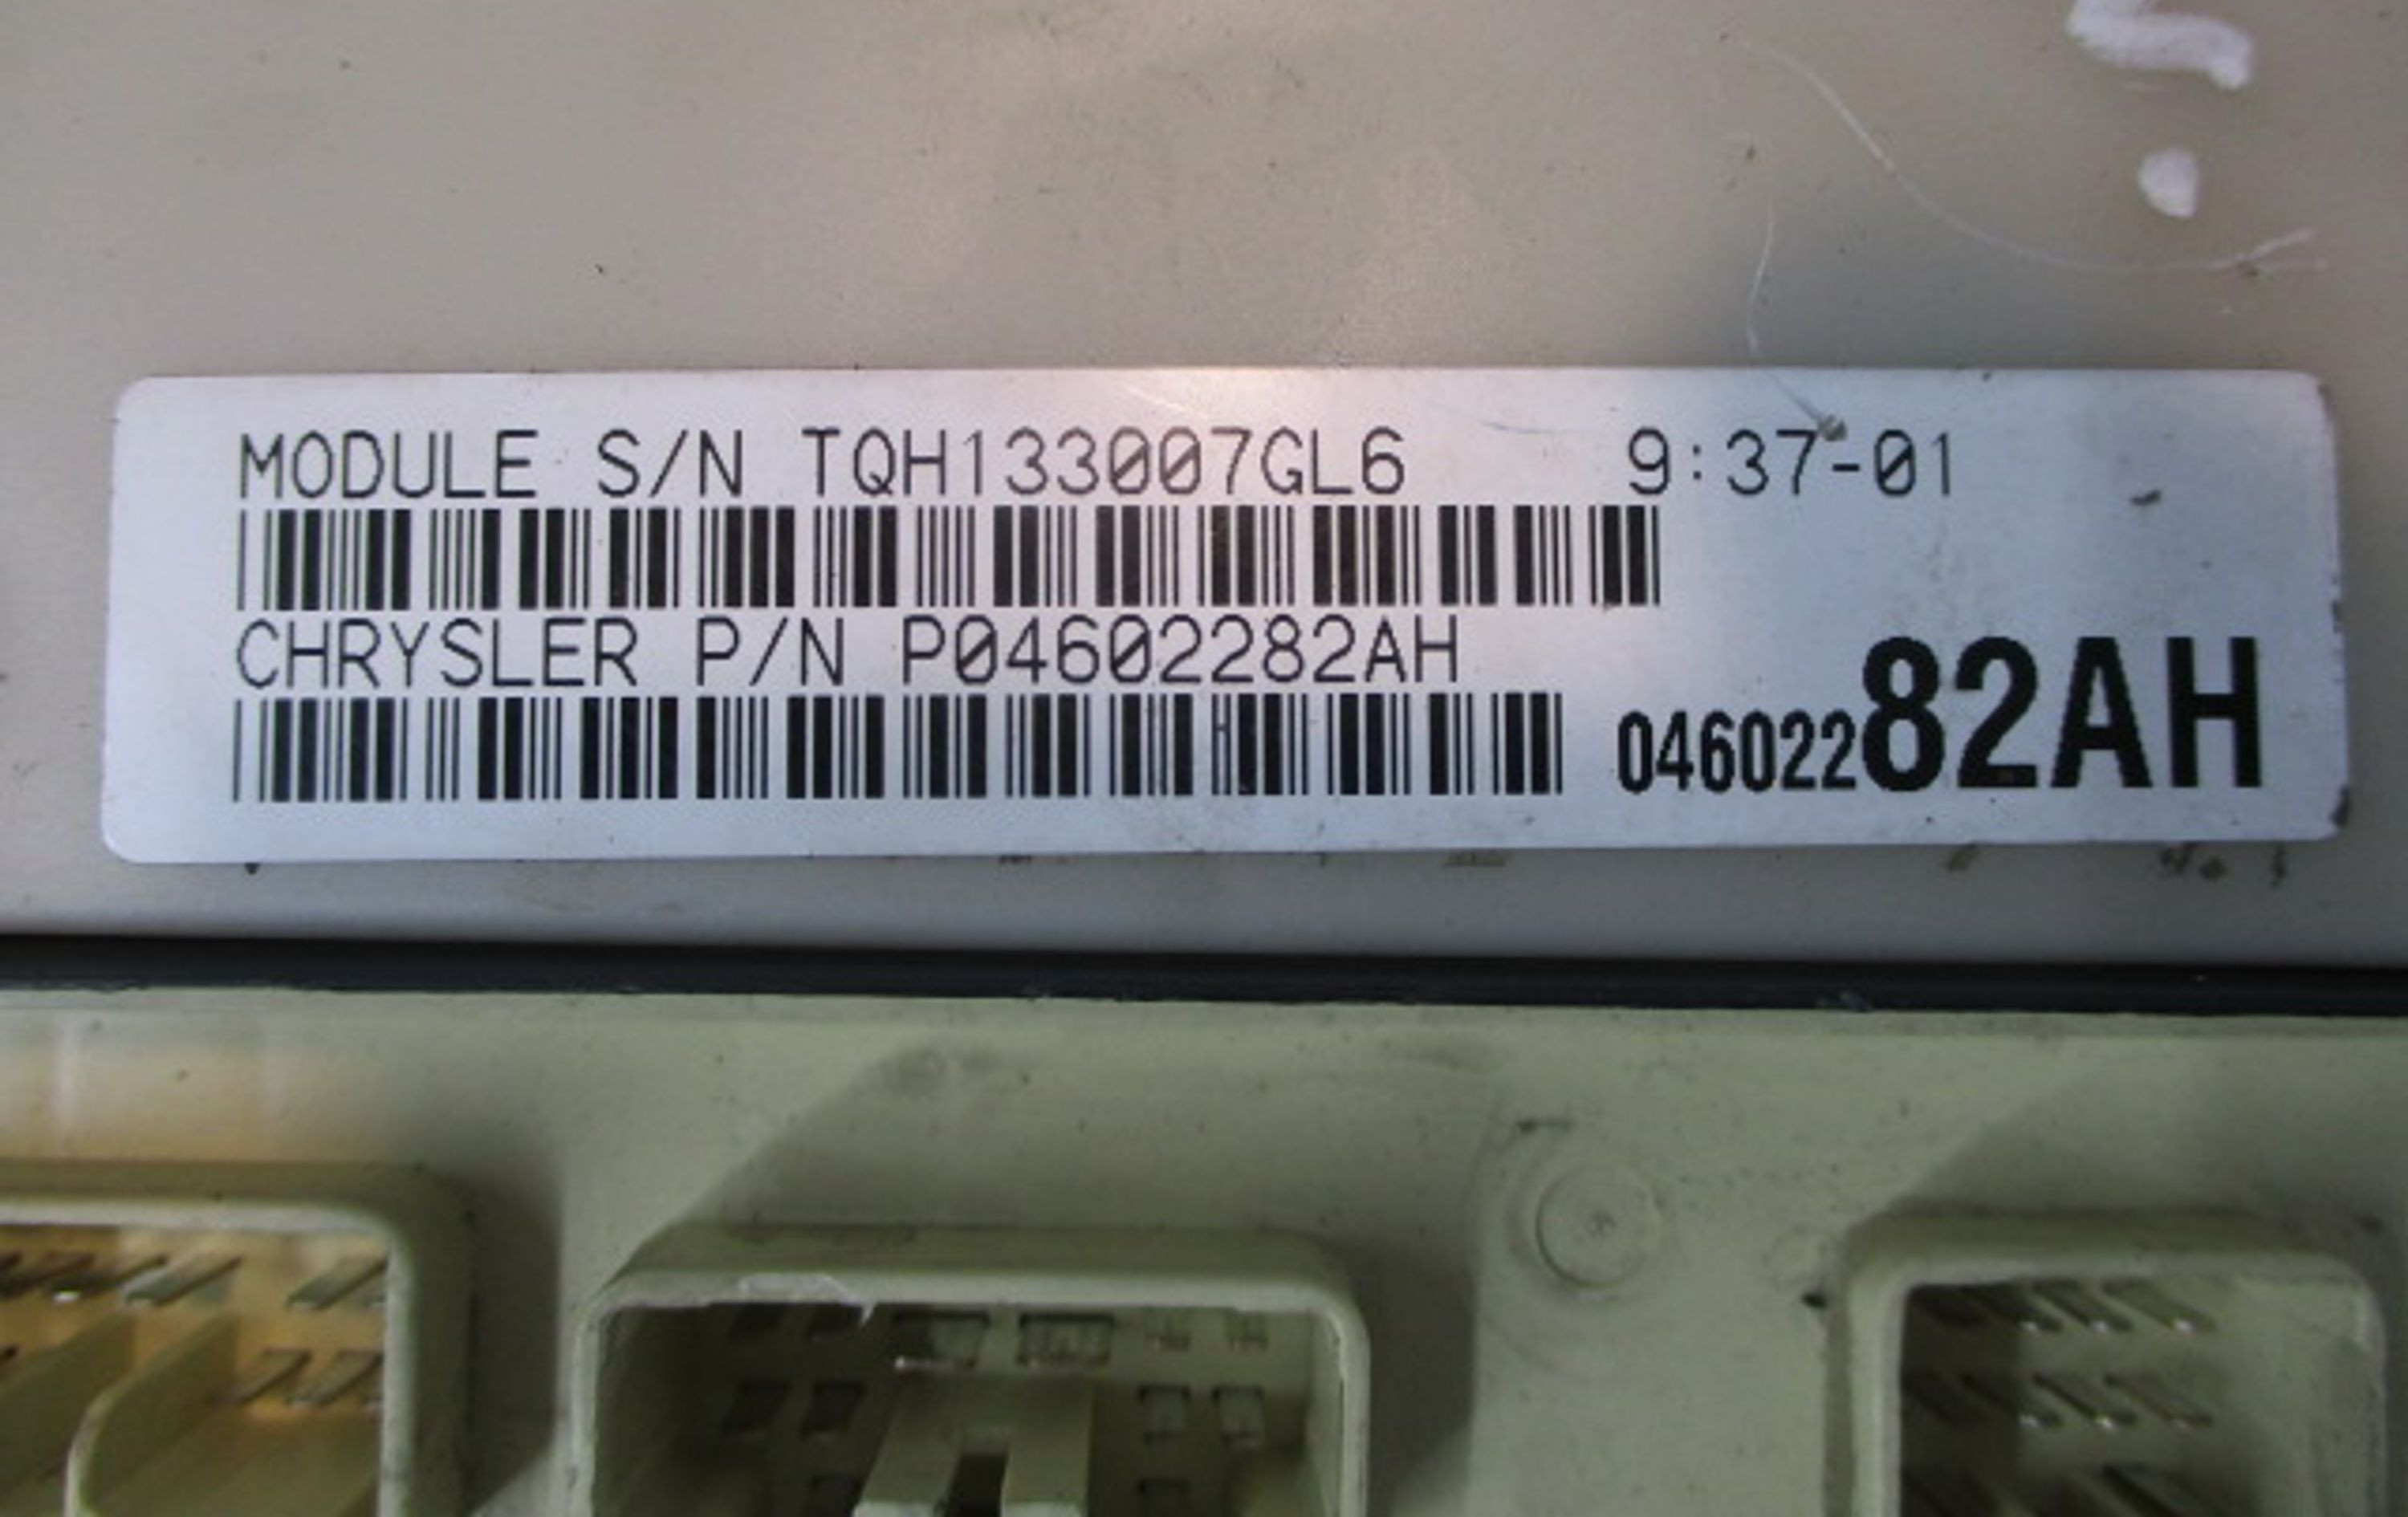 MODULE S/N TQH133007GL6 9:37-01
CHRYSLER P/N P04602282AH
04602282AH